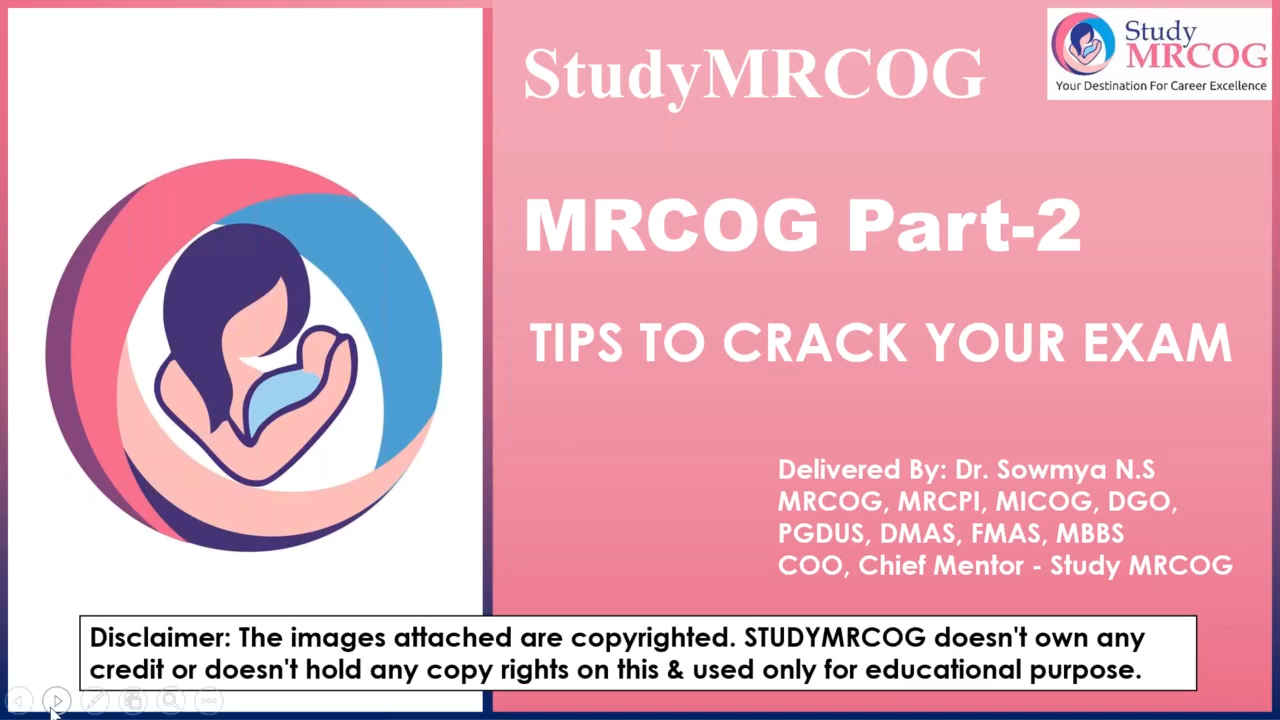 StudyMRCOG
Study
MRCOG
Your Destination For Career Excellence
MRCOG Part-2
TIPS TO CRACK YOUR EXAM
Delivered By: Dr. Sowmya N.S
MRCOG, MRCPI, MICOG, DGO,
PGDUS, DMAS, FMAS, MBBS
COO, Chief Mentor - Study MRCOG
Disclaimer: The images attached are copyrighted. STUDYMRCOG doesn't own any
credit or doesn't hold any copy rights on this & used only for educational purpose.